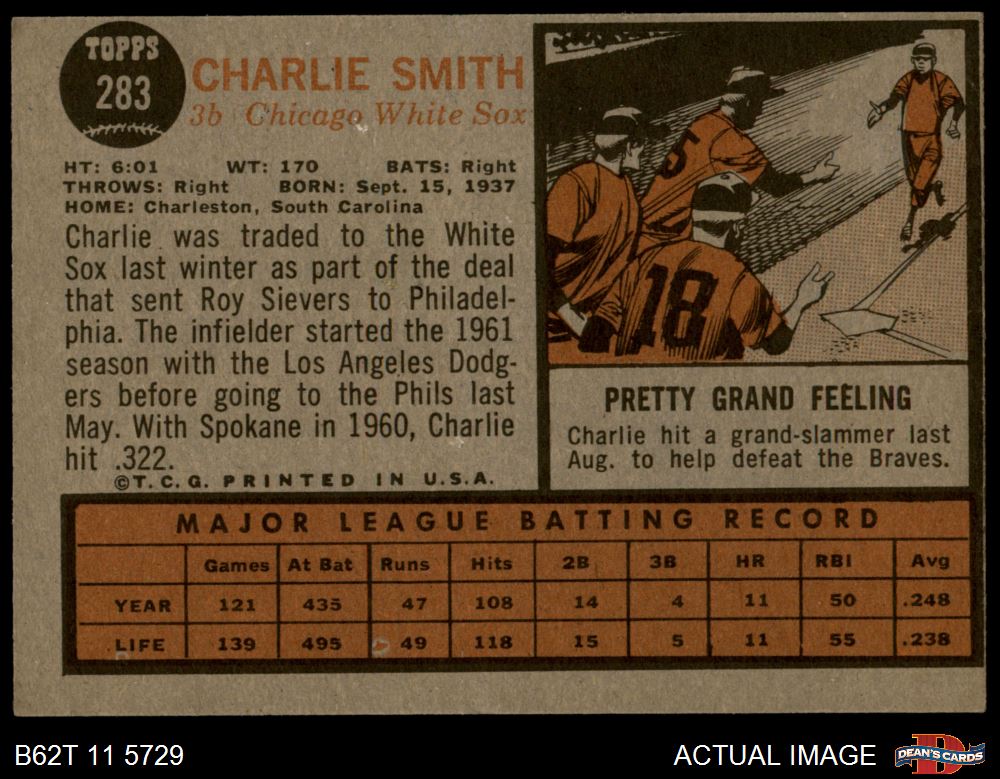 TOPPS
283
CHARLIE SMITH
3b Chicago White Sox
HT: 6:01 WT: 170 BATS: Right
THROWS: Right BORN: Sept. 15, 1937
HOME: Charleston, South Carolina
Charlie was traded to the White
Sox last winter as part of the deal
that sent Roy Sievers to Philadel-
phia. The infielder started the 1961
season with the Los Angeles Dodg-
ers before going to the Phils last
May. With Spokane in 1960, Charlie
hit .322.
©T.C.G. PRINTED IN U.S.A.
5
18
PRETTY GRAND FEELING
Charlie hit a grand-slammer last
Aug. to help defeat the Braves.
MAJOR LEAGUE BATTING RECORD
Games At Bat Runs Hits 2B 3B HR RBI Avg
YEAR 121 435 47 108 14 4 11 50 .248
LIFE 139 495 49 118 15 5 11 55 .238
B62T 11 5729
ACTUAL IMAGE
DEAN'S CARDS